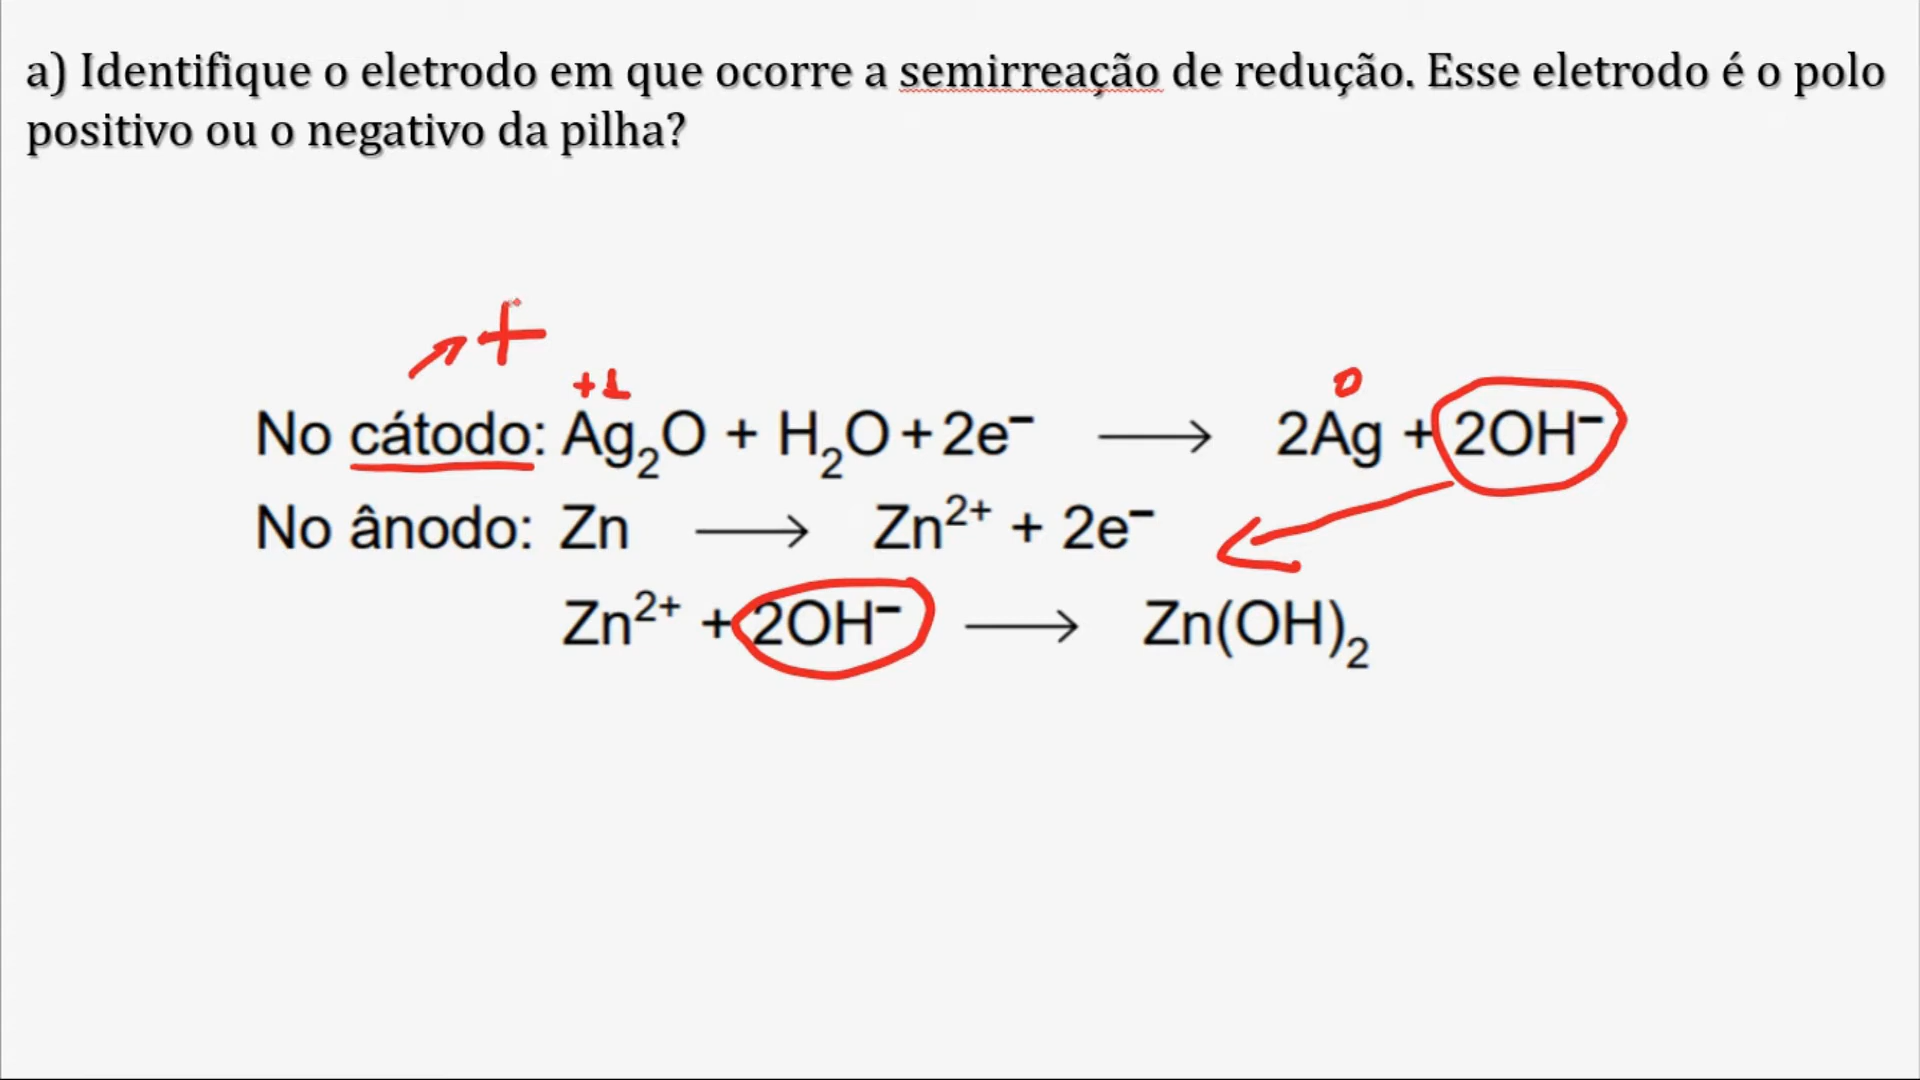 a) Identifique o eletrodo em que ocorre a semirreação de redução. Esse eletrodo é o polo
positivo ou o negativo da pilha?
+
+1 0
No cátodo: Ag₂O + H₂O + 2e⁻ ⟶ 2Ag + 2OH⁻
No ânodo: Zn ⟶ Zn²⁺ + 2e⁻
Zn²⁺ + 2OH⁻ ⟶ Zn(OH)₂